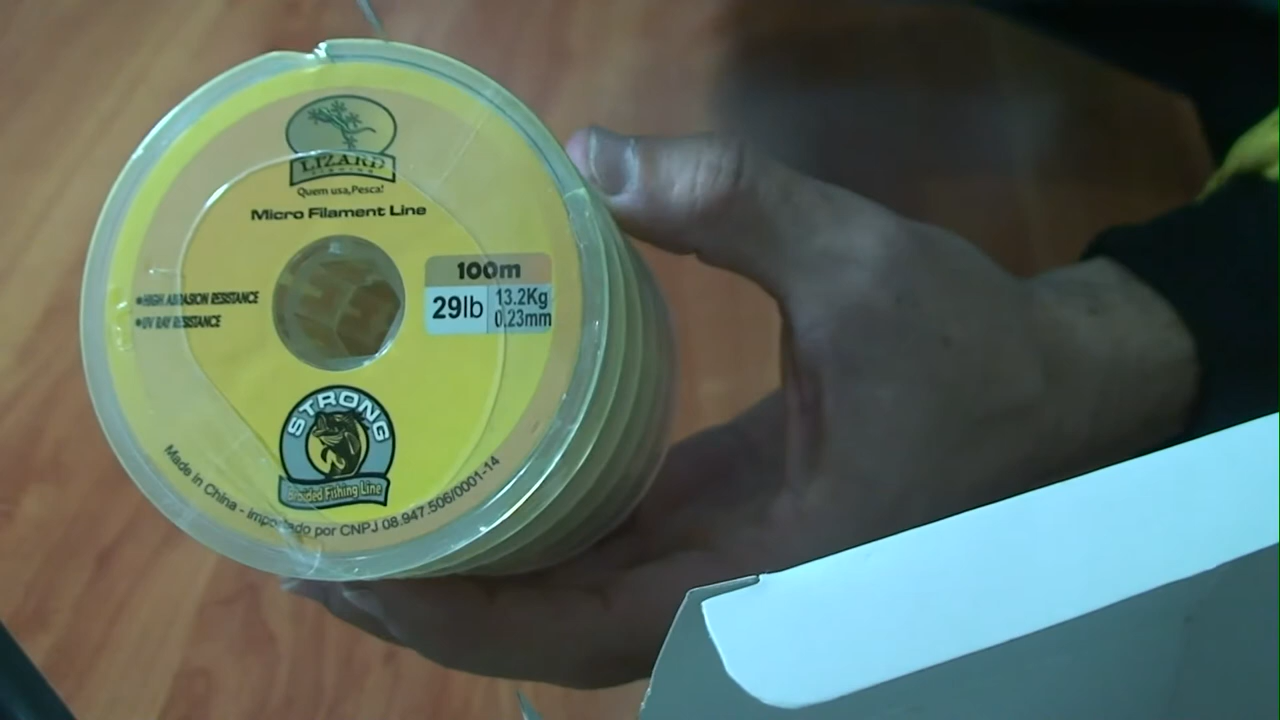 LIZARD
FISHING
Quem usa,Pesca!
Micro Filament Line
100m
29lb
13.2Kg
0.23mm
•HIGH ABRASION RESISTANCE
•UV RAY RESISTANCE
STRONG
Braided Fishing Line
Made in China - Importado por CNPJ 08.947.506/0001-14